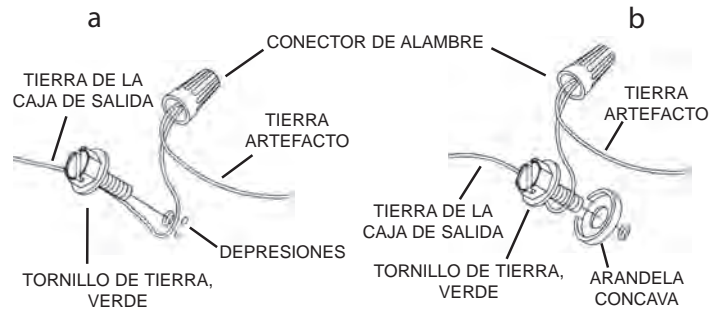 a
CONECTOR DE ALAMBRE
b
TIERRA DE LA
CAJA DE SALIDA
TIERRA
ARTEFACTO
DEPRESIONES
TORNILLO DE TIERRA,
VERDE
TIERRA
ARTEFACTO
TIERRA DE LA
CAJA DE SALIDA
TORNILLO DE TIERRA,
VERDE
ARANDELA
CONCAVA